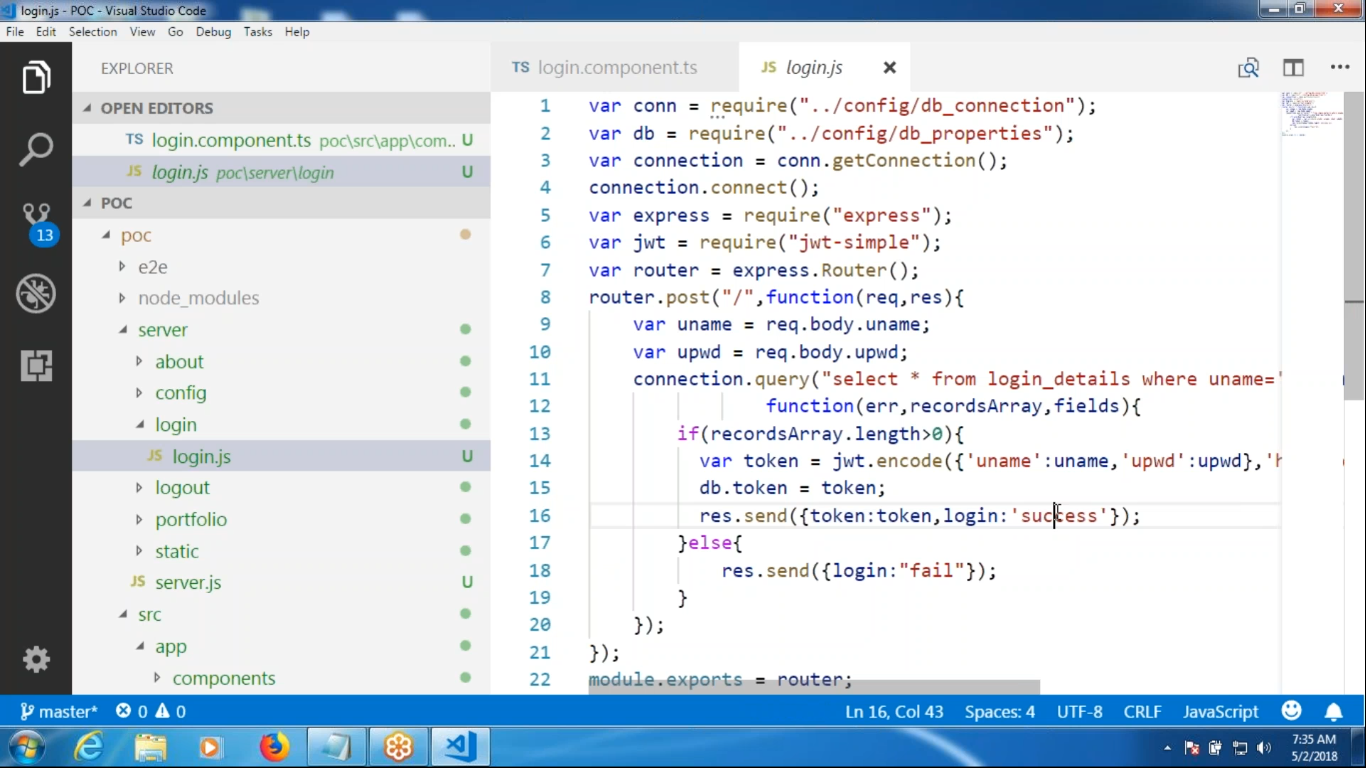 login.js - POC - Visual Studio Code
File Edit Selection View Go Debug Tasks Help
EXPLORER
OPEN EDITORS
TS login.component.ts poc\src\app\com... U
JS login.js poc\server\login U
POC
poc
e2e
node_modules
server
about
config
login
JS login.js U
logout
portfolio
static
JS server.js U
src
app
components
13
TS login.component.ts JS login.js
1 var conn = require("../config/db_connection");
2 var db = require("../config/db_properties");
3 var connection = conn.getConnection();
4 connection.connect();
5 var express = require("express");
6 var jwt = require("jwt-simple");
7 var router = express.Router();
8 router.post("/",function(req,res){
9 var uname = req.body.uname;
10 var upwd = req.body.upwd;
11 connection.query("select * from login_details where uname='
12 function(err,recordsArray,fields){
13 if(recordsArray.length>0){
14 var token = jwt.encode({'uname':uname,'upwd':upwd},'
15 db.token = token;
16 res.send({token:token,login:'success'});
17 }else{
18 res.send({login:"fail"});
19 }
20 });
21 });
22 module.exports = router;
master* 0 0 Ln 16, Col 43 Spaces: 4 UTF-8 CRLF JavaScript
7:35 AM
5/2/2018